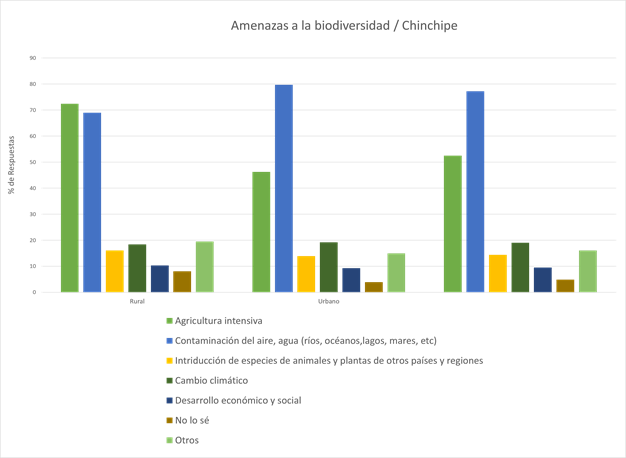 Amenazas a la biodiversidad / Chinchipe
% de Respuestas
90
80
70
60
50
40
30
20
10
0
Rural
Urbano
Agricultura intensiva
Contaminación del aire, agua (ríos, océanos,lagos, mares, etc)
Intriducción de especies de animales y plantas de otros países y regiones
Cambio climático
Desarrollo económico y social
No lo sé
Otros